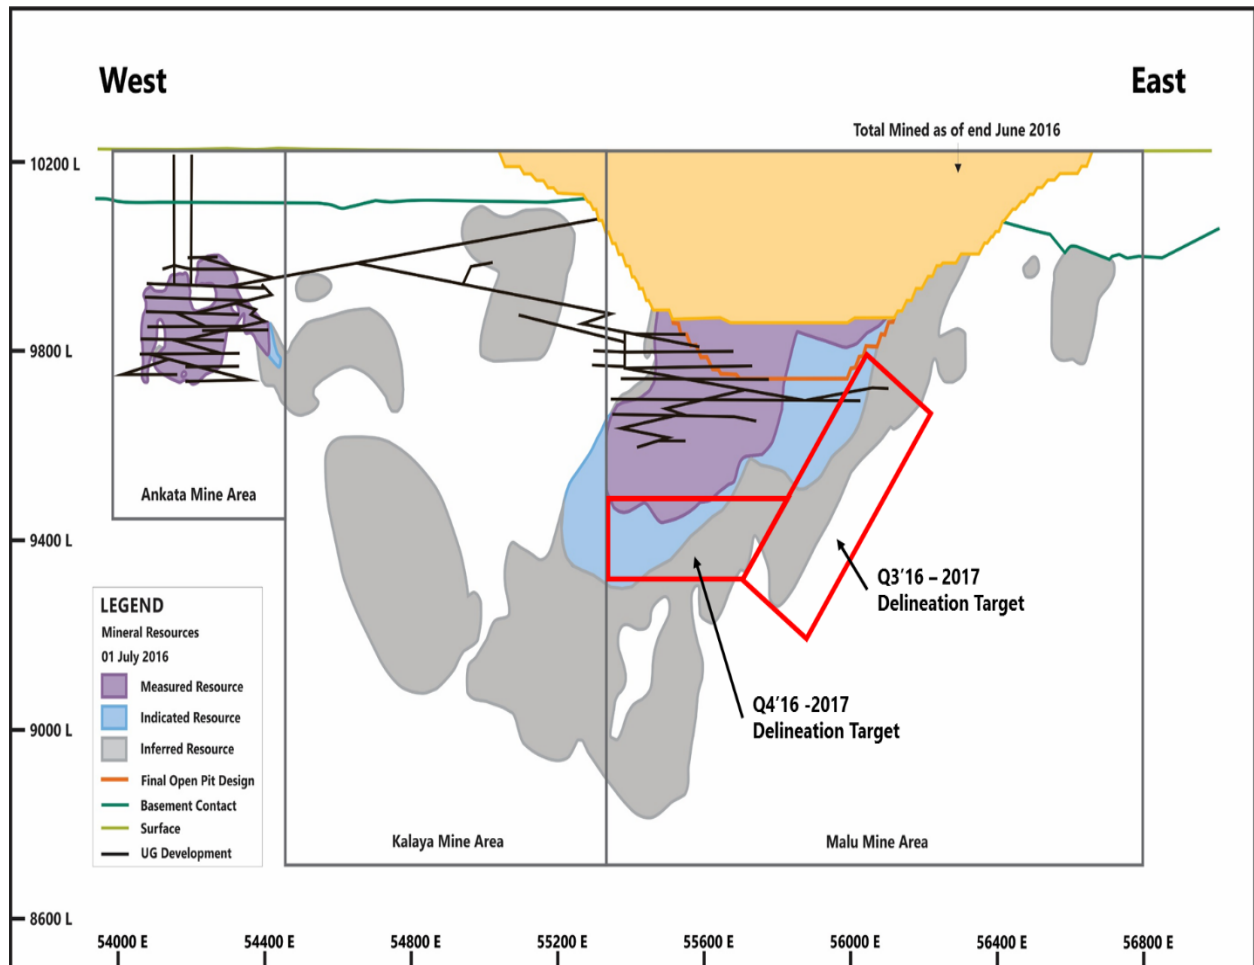 West
East
Total Mined as of end June 2016
10200 L
9800 L
9400 L
9000 L
8600 L
Ankata Mine Area
Q3'16 – 2017
Delineation Target
Q4'16 -2017
Delineation Target
LEGEND
Mineral Resources
01 July 2016
Measured Resource
Indicated Resource
Inferred Resource
Final Open Pit Design
Basement Contact
Surface
UG Development
Kalaya Mine Area
Malu Mine Area
54000 E
54400 E
54800 E
55200 E
55600 E
56000 E
56400 E
56800 E